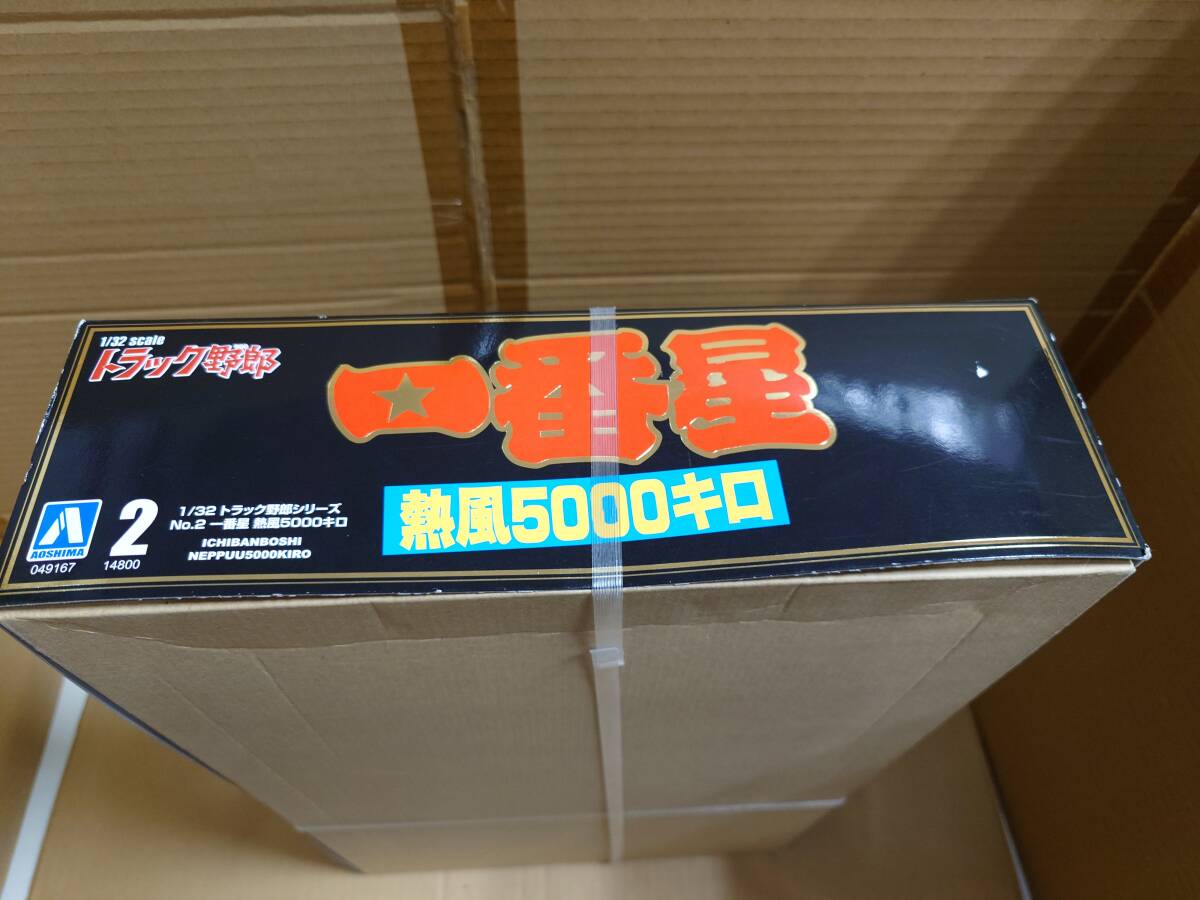 1/32 scale
トラック野郎
一番星
熱風5000キロ
AOSHIMA
049167
2
14800
1/32 トラック野郎シリーズ
No.2 一番星 熱風5000キロ
ICHIBANBOSHI
NEPPUU5000KIRO